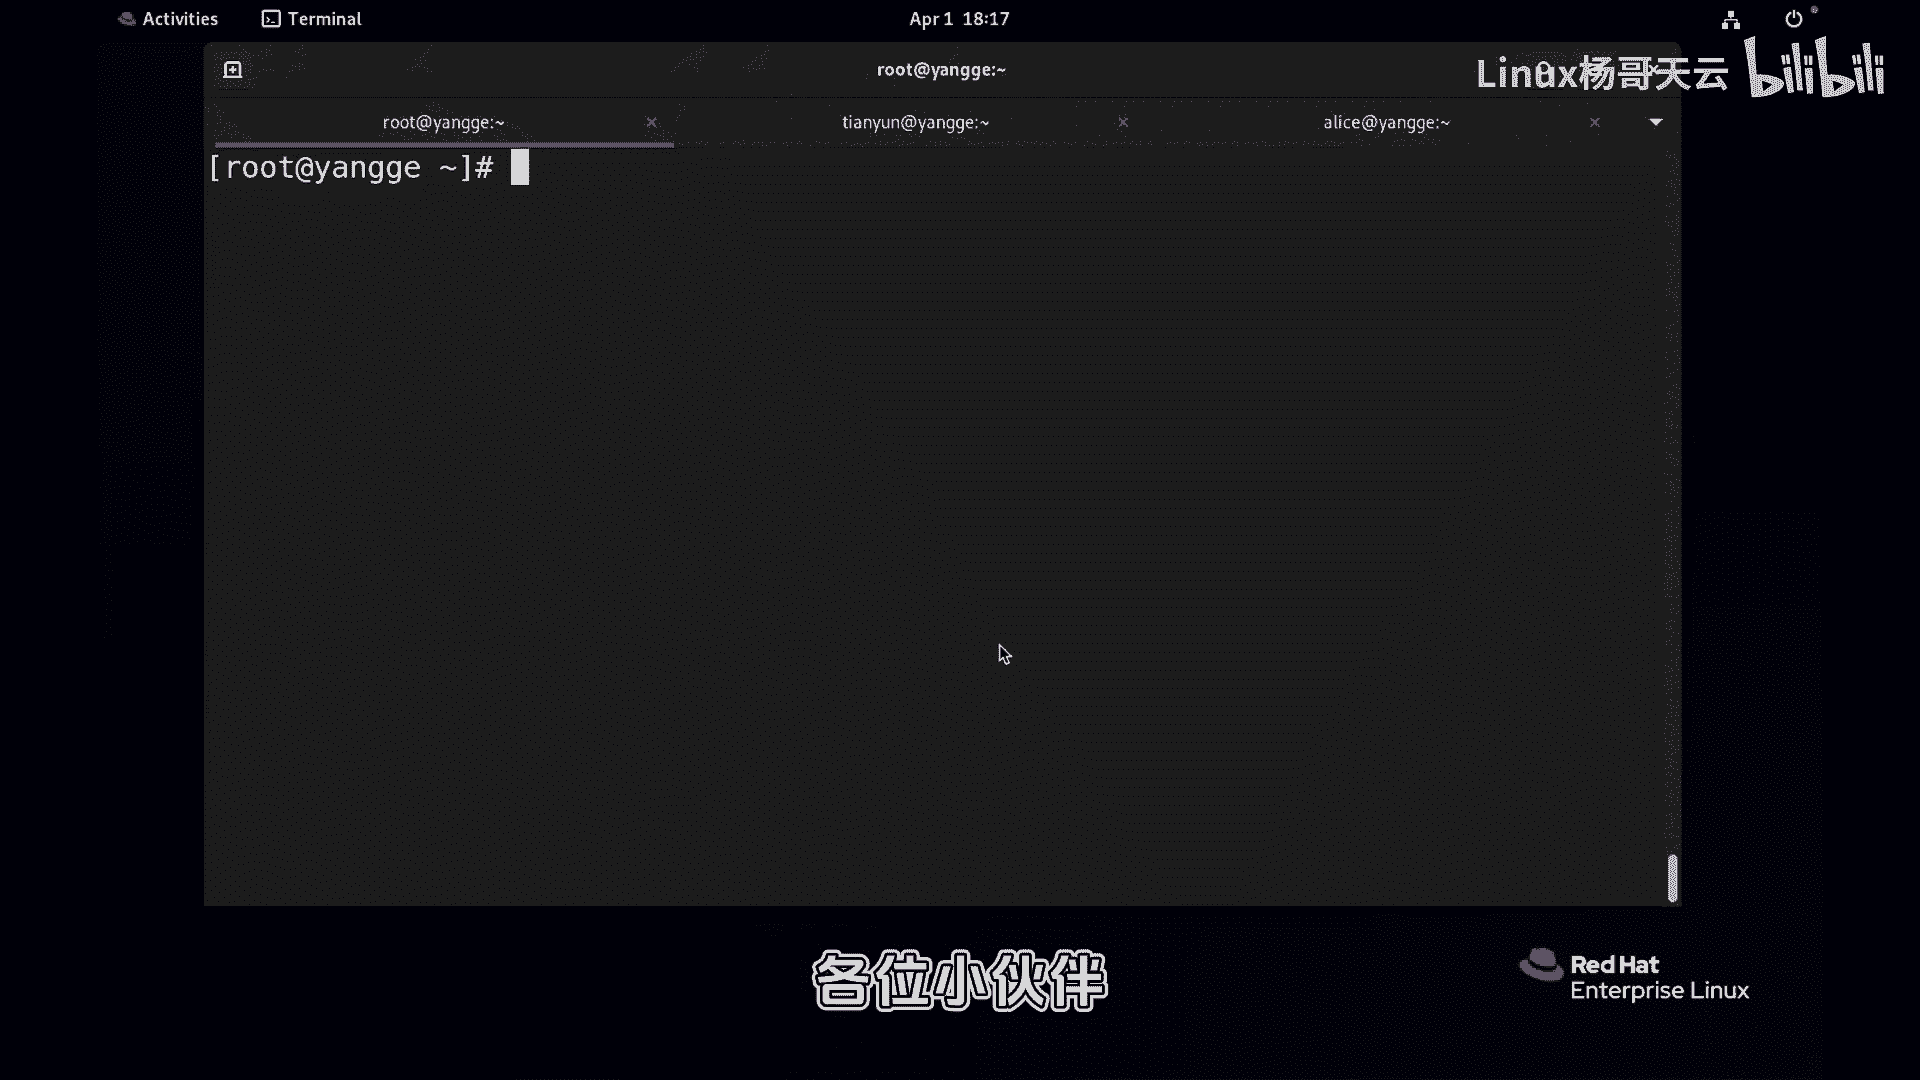 Activities
Terminal
Apr 1 18:17
root@yangge:~
Linux杨哥天云 bilibili
root@yangge:~
tianyun@yangge:~
alice@yangge:~
[root@yangge ~]#
各位小伙伴
Red Hat
Enterprise Linux